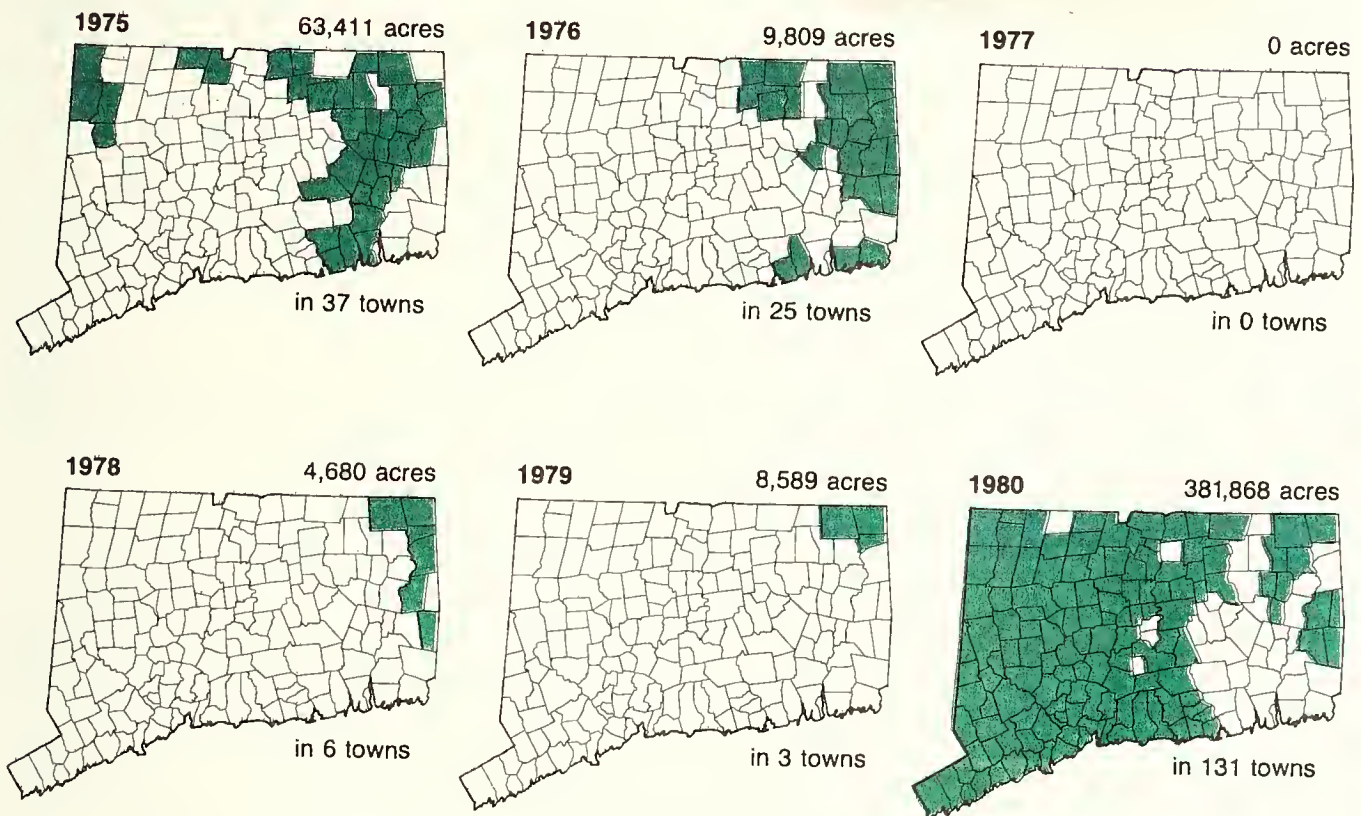 1975 63,411 acres
in 37 towns
1976 9,809 acres
in 25 towns
1977 0 acres
in 0 towns
1978 4,680 acres
in 6 towns
1979 8,589 acres
in 3 towns
1980 381,868 acres
in 131 towns